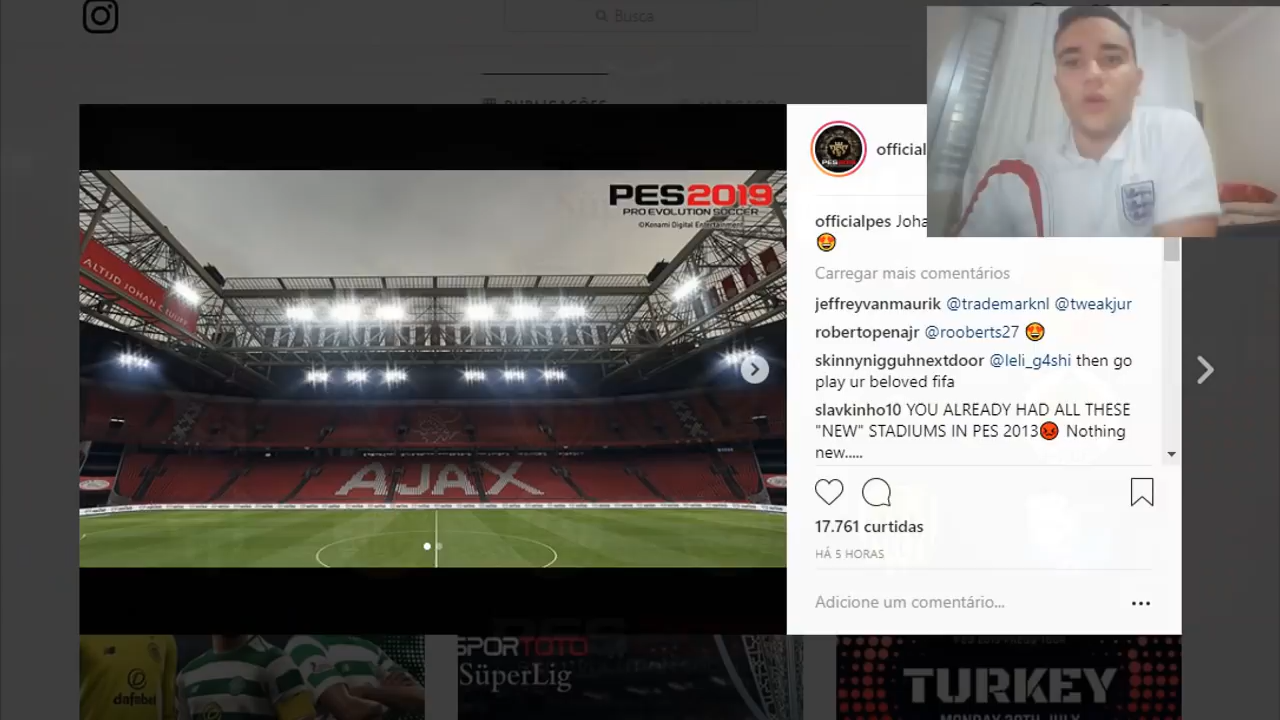 Busca
PUBLICAÇÕES
PES2019
PRO EVOLUTION SOCCER
©Konami Digital Entertainment
ALTIJD JOHAN CRUIJFF
AJAX
official
officialpes Joha
🤩
Carregar mais comentários
jeffreyvanmaurik @trademarknl @tweakjur
robertopenajr @rooberts27 🤩
skinnynigguhnextdoor @leli_g4shi then go
play ur beloved fifa
slavkinho10 YOU ALREADY HAD ALL THESE
"NEW" STADIUMS IN PES 2013😡 Nothing
new.....
17.761 curtidas
HÁ 5 HORAS
Adicione um comentário...
dafabet
SPORTOTO
SüperLig
TURKEY
MONDAY 30TH JULY